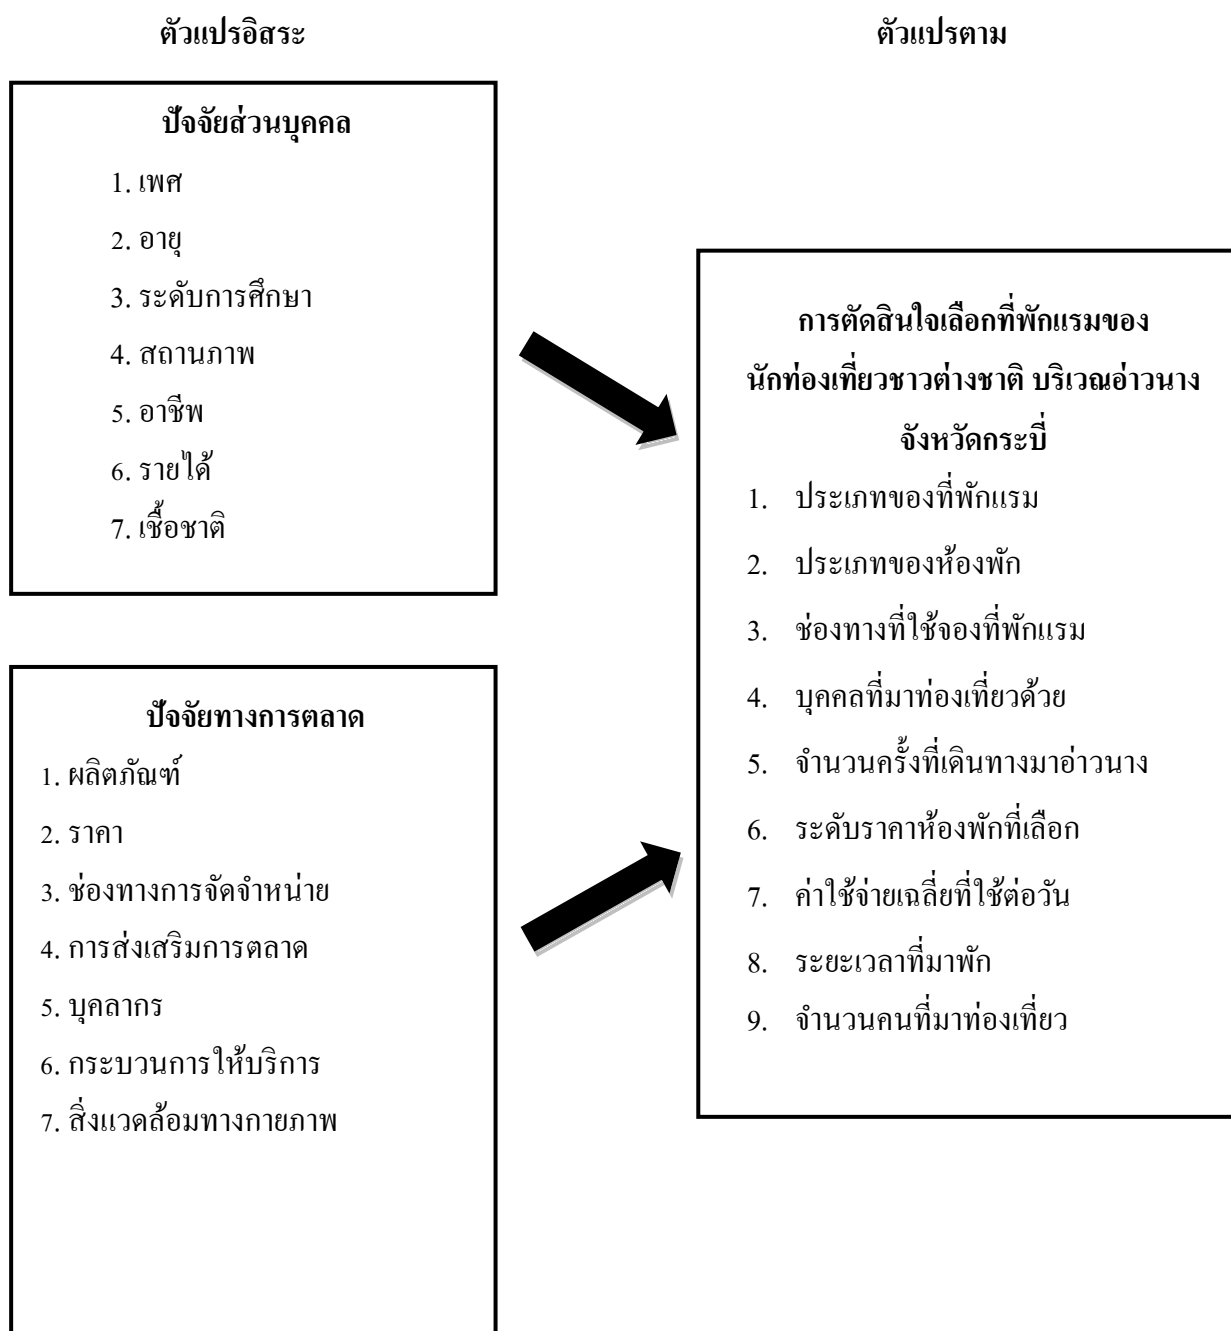 ตัวแปรอิสระ
ตัวแปรตาม
ปัจจัยส่วนบุคคล
1. เพศ
2. อายุ
3. ระดับการศึกษา
4. สถานภาพ
5. อาชีพ
6. รายได้
7. เชื้อชาติ
ปัจจัยทางการตลาด
1. ผลิตภัณฑ์
2. ราคา
3. ช่องทางการจัดจำหน่าย
4. การส่งเสริมการตลาด
5. บุคลากร
6. กระบวนการให้บริการ
7. สิ่งแวดล้อมทางกายภาพ
การตัดสินใจเลือกที่พักแรมของ
นักท่องเที่ยวชาวต่างชาติ บริเวณอ่าวนาง
จังหวัดกระบี่
1. ประเภทของที่พักแรม
2. ประเภทของห้องพัก
3. ช่องทางที่ใช้จองที่พักแรม
4. บุคคลที่มาท่องเที่ยวด้วย
5. จำนวนครั้งที่เดินทางมาอ่าวนาง
6. ระดับราคาห้องพักที่เลือก
7. ค่าใช้จ่ายเฉลี่ยที่ใช้ต่อวัน
8. ระยะเวลาที่มาพัก
9. จำนวนคนที่มาท่องเที่ยว